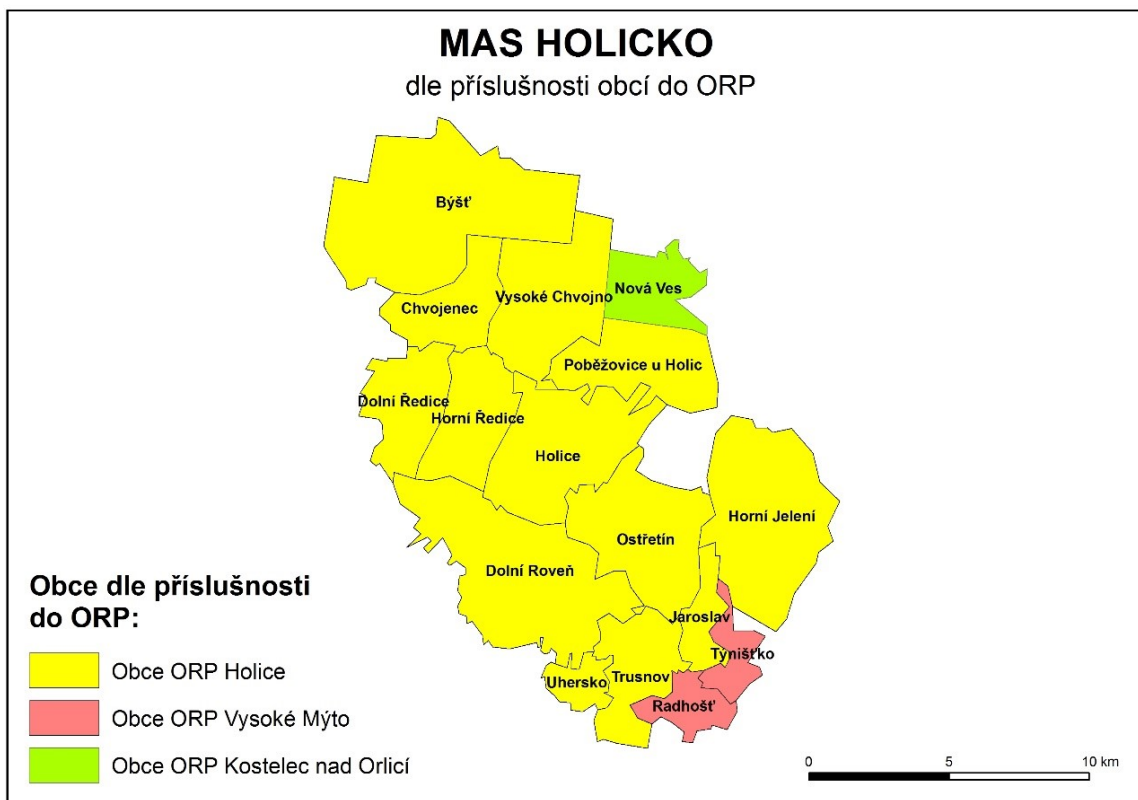 MAS HOLICKO
dle příslušnosti obcí do ORP
Býšť
Nová Ves
Vysoké Chvojno
Chvojenec
Poběžovice u Holic
Dolní Ředice
Horní Ředice
Holice
Horní Jelení
Ostřetín
Dolní Roveň
Jaroslav
Týnišťko
Trusnov
Uhersko
Radhošť
Obce dle příslušnosti
do ORP:
Obce ORP Holice
Obce ORP Vysoké Mýto
Obce ORP Kostelec nad Orlicí
0 5 10 km